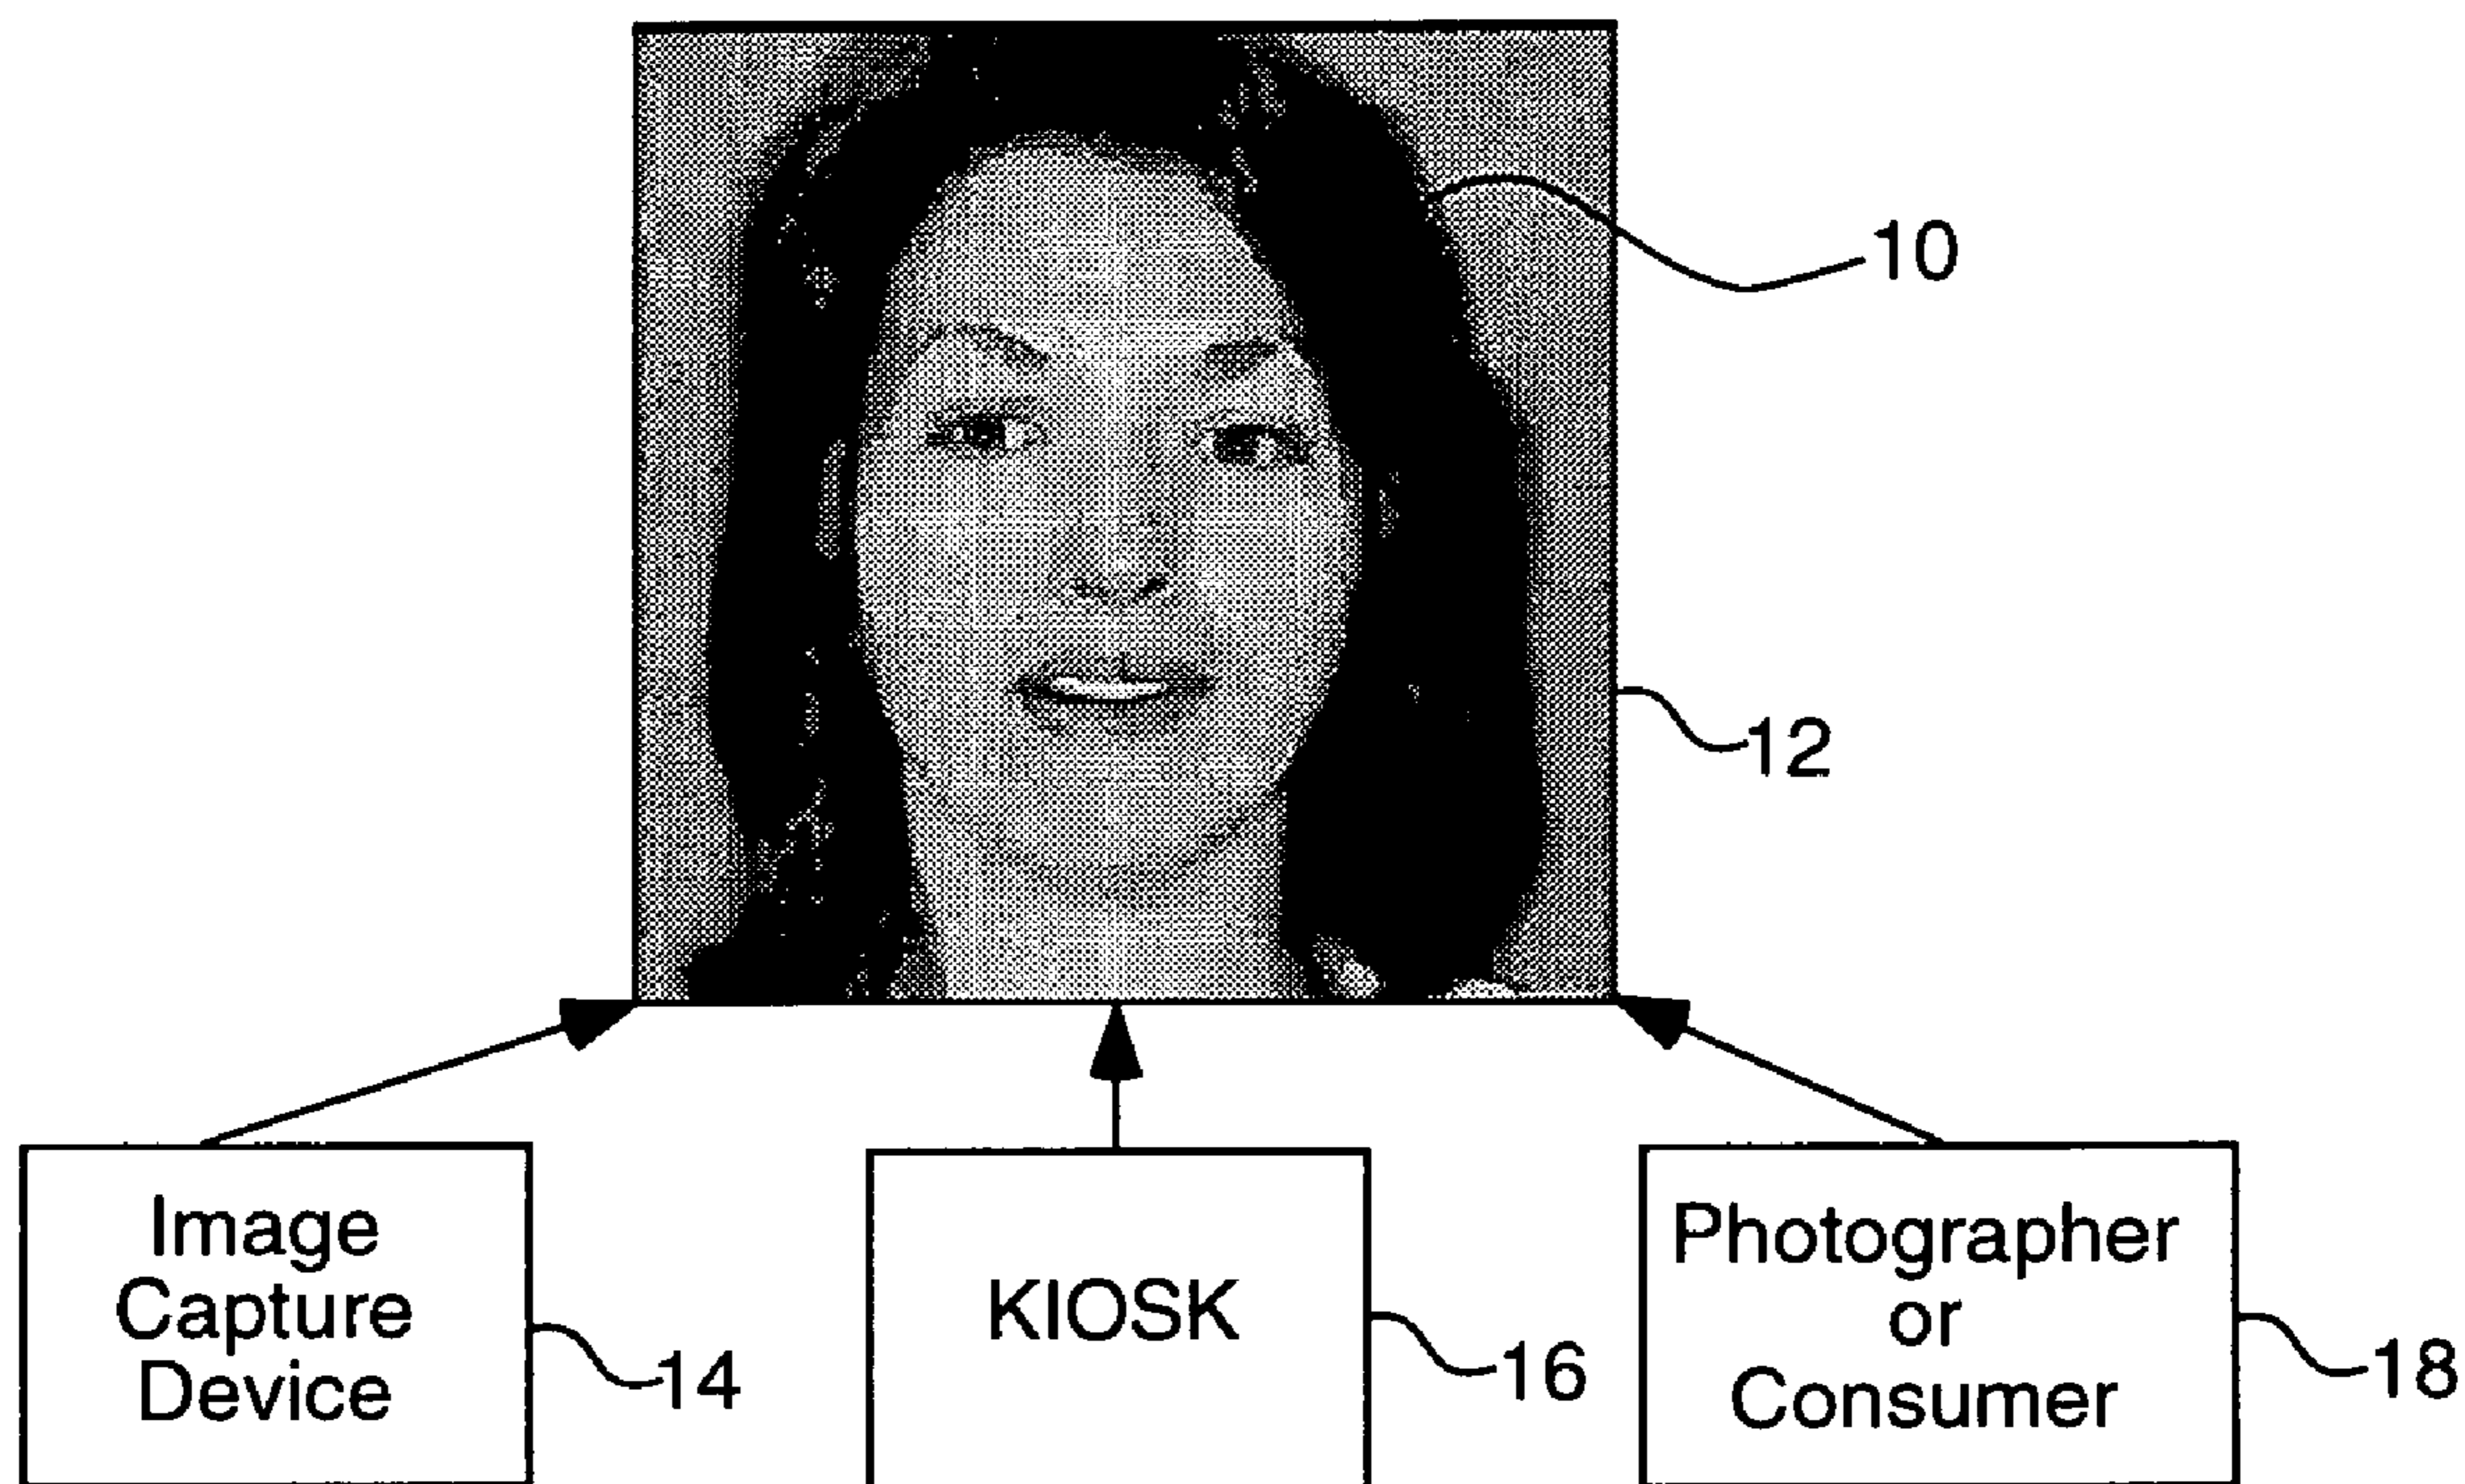 10
12
Image
Capture
Device
14
KIOSK
16
Photographer
or
Consumer
18